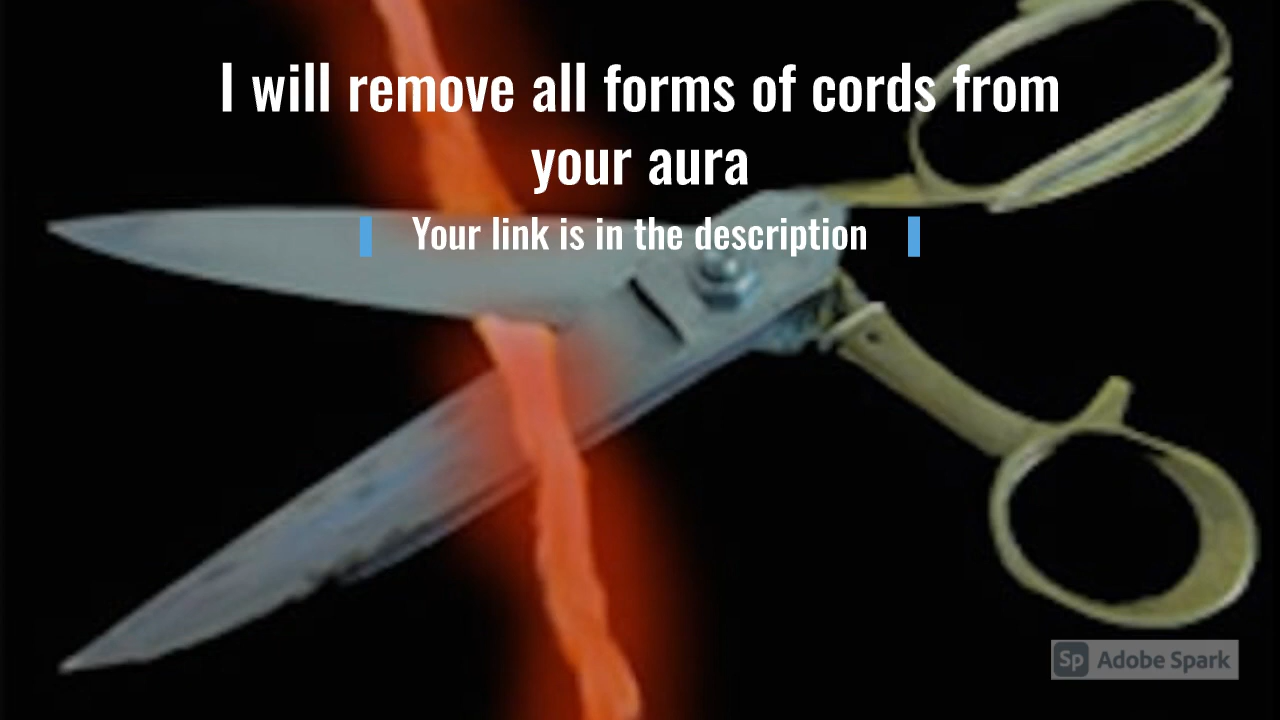 I will remove all forms of cords from
your aura
Your link is in the description
Sp Adobe Spark